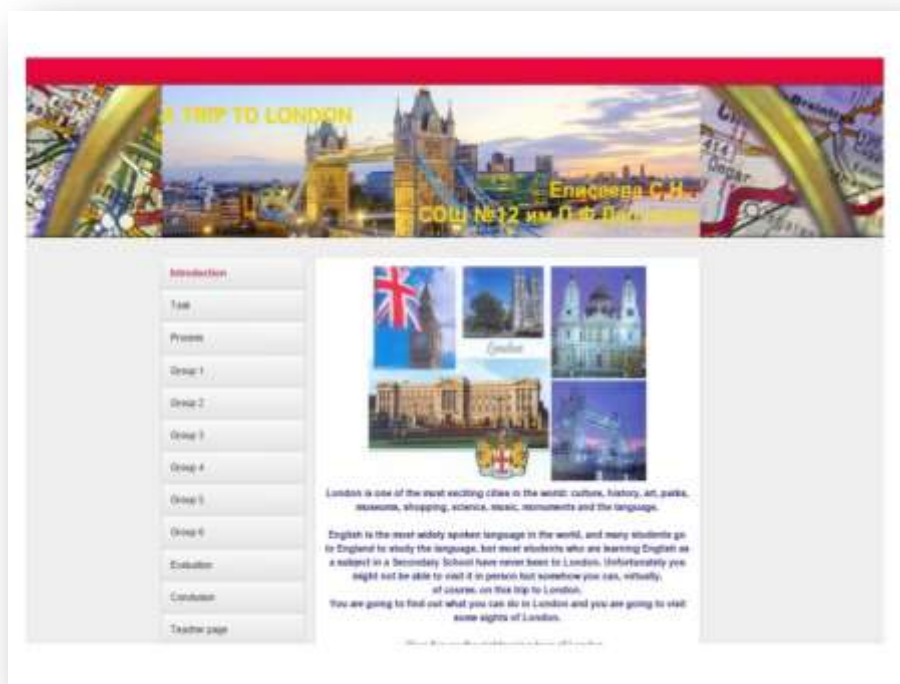 A TRIP TO LONDON
Елисеева С.Н.,
СОШ №12 им
Introduction
Task
Process
Group 1
Group 2
Group 3
Group 4
Group 5
Group 6
Evaluation
Conclusion
Teacher page
London
London is one of the most exciting cities in the world: culture, history, art, parks,
museums, shopping, science, music, monuments and the language.
English is the most widely spoken language in the world, and many students go
to England to study the language, but most students who are learning English as
a subject in a Secondary School have never been to London. Unfortunately you
might not be able to visit it in person but somehow you can, virtually,
of course, on this trip to London.
You are going to find out what you can do in London and you are going to visit
some sights of London.